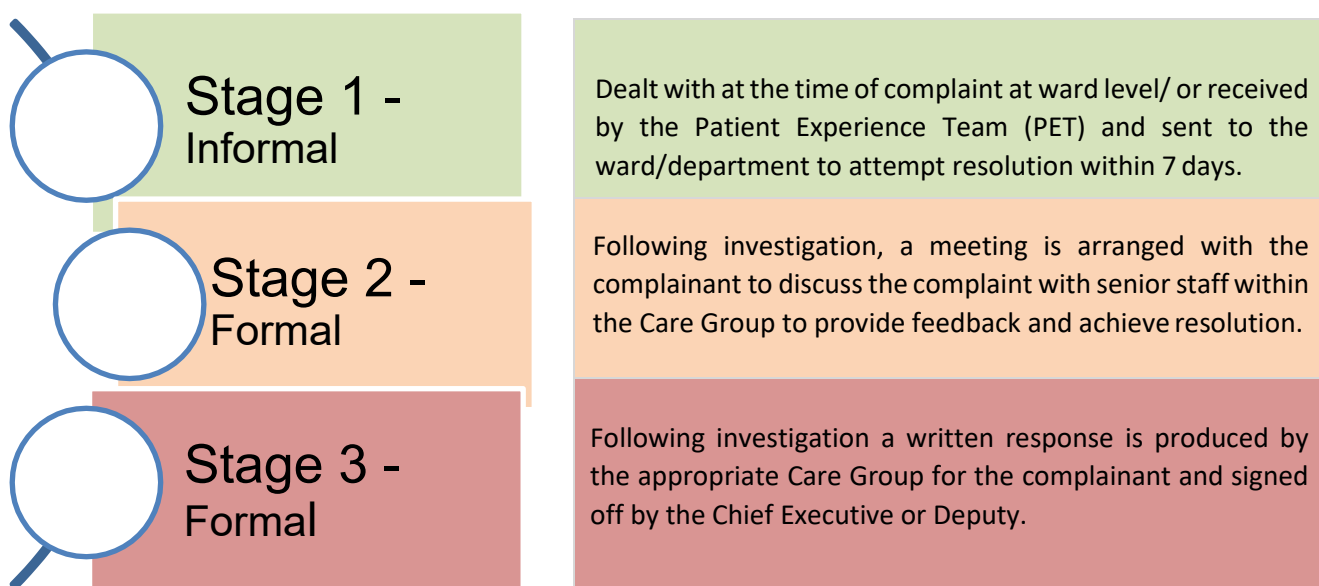 Stage 1 -
Informal
Dealt with at the time of complaint at ward level/ or received
by the Patient Experience Team (PET) and sent to the
ward/department to attempt resolution within 7 days.
Stage 2 -
Formal
Following investigation, a meeting is arranged with the
complainant to discuss the complaint with senior staff within
the Care Group to provide feedback and achieve resolution.
Stage 3 -
Formal
Following investigation a written response is produced by
the appropriate Care Group for the complainant and signed
off by the Chief Executive or Deputy.